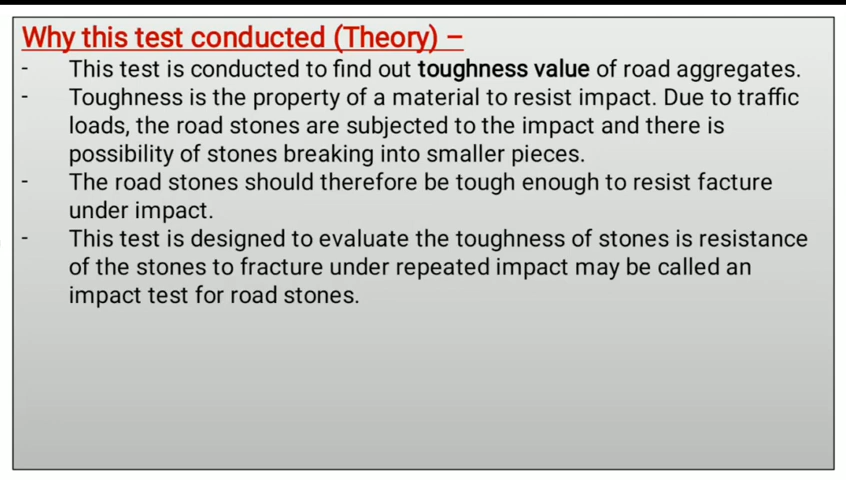 Why this test conducted (Theory) –
- This test is conducted to find out toughness value of road aggregates.
- Toughness is the property of a material to resist impact. Due to traffic
loads, the road stones are subjected to the impact and there is
possibility of stones breaking into smaller pieces.
- The road stones should therefore be tough enough to resist facture
under impact.
- This test is designed to evaluate the toughness of stones is resistance
of the stones to fracture under repeated impact may be called an
impact test for road stones.